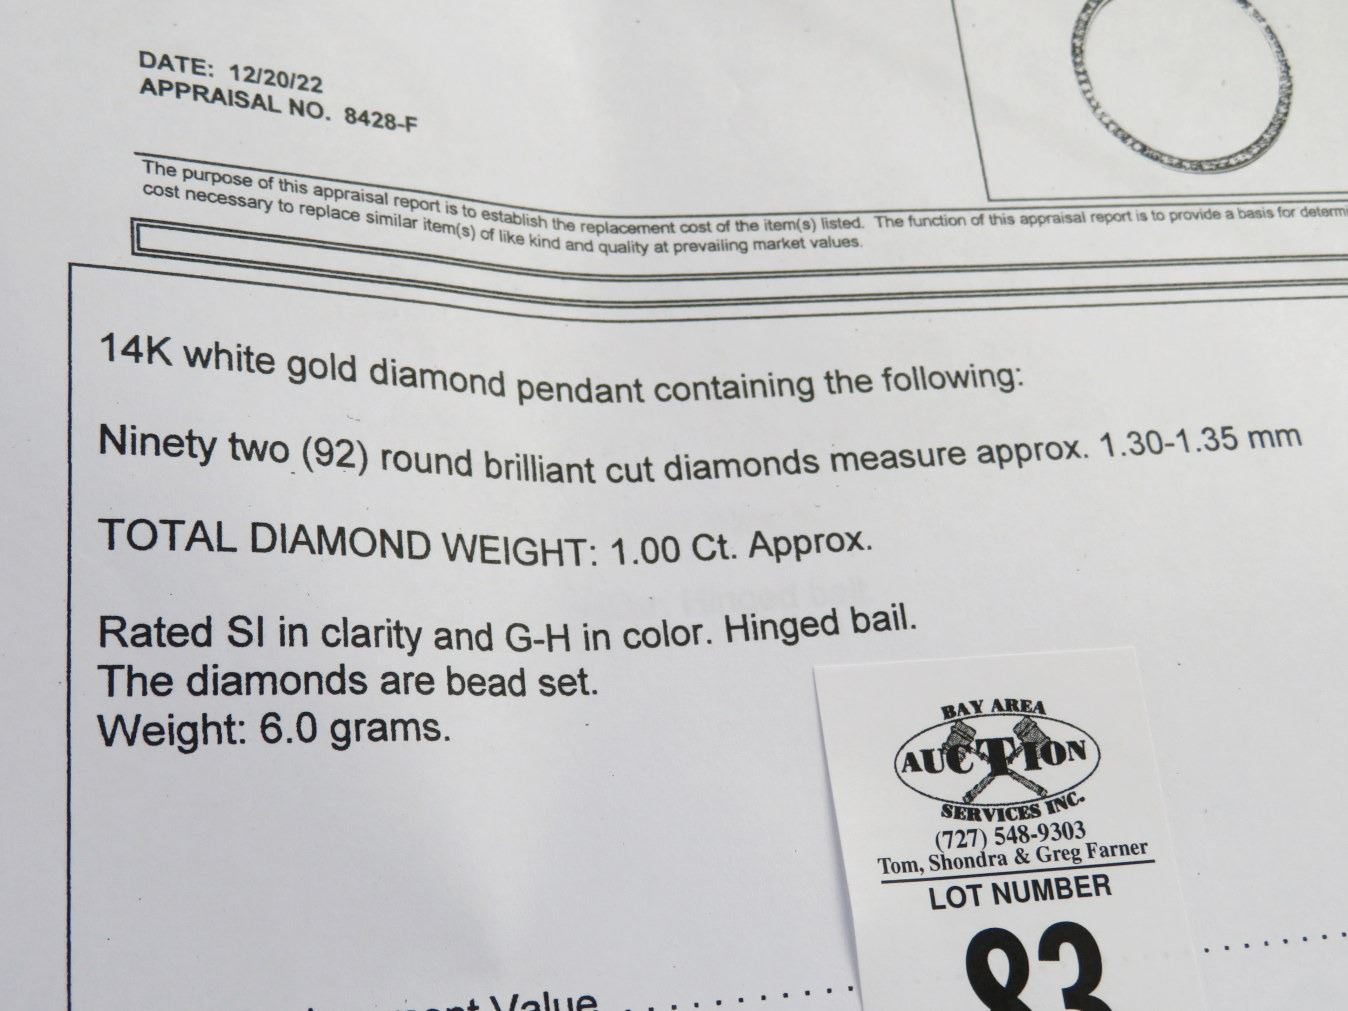 DATE: 12/20/22
APPRAISAL NO. 8428-F
The purpose of this appraisal report is to establish the replacement cost of the item(s) listed. The function of this appraisal report is to provide a basis for determi
cost necessary to replace similar item(s) of like kind and quality at prevailing market values.
14K white gold diamond pendant containing the following:
Ninety two (92) round brilliant cut diamonds measure approx. 1.30-1.35 mm
TOTAL DIAMOND WEIGHT: 1.00 Ct. Approx.
Rated SI in clarity and G-H in color. Hinged bail.
The diamonds are bead set.
Weight: 6.0 grams.
BAY AREA
AUCTION
SERVICES INC.
(727) 548-9303
Tom, Shondra & Greg Farner
LOT NUMBER
83
Value